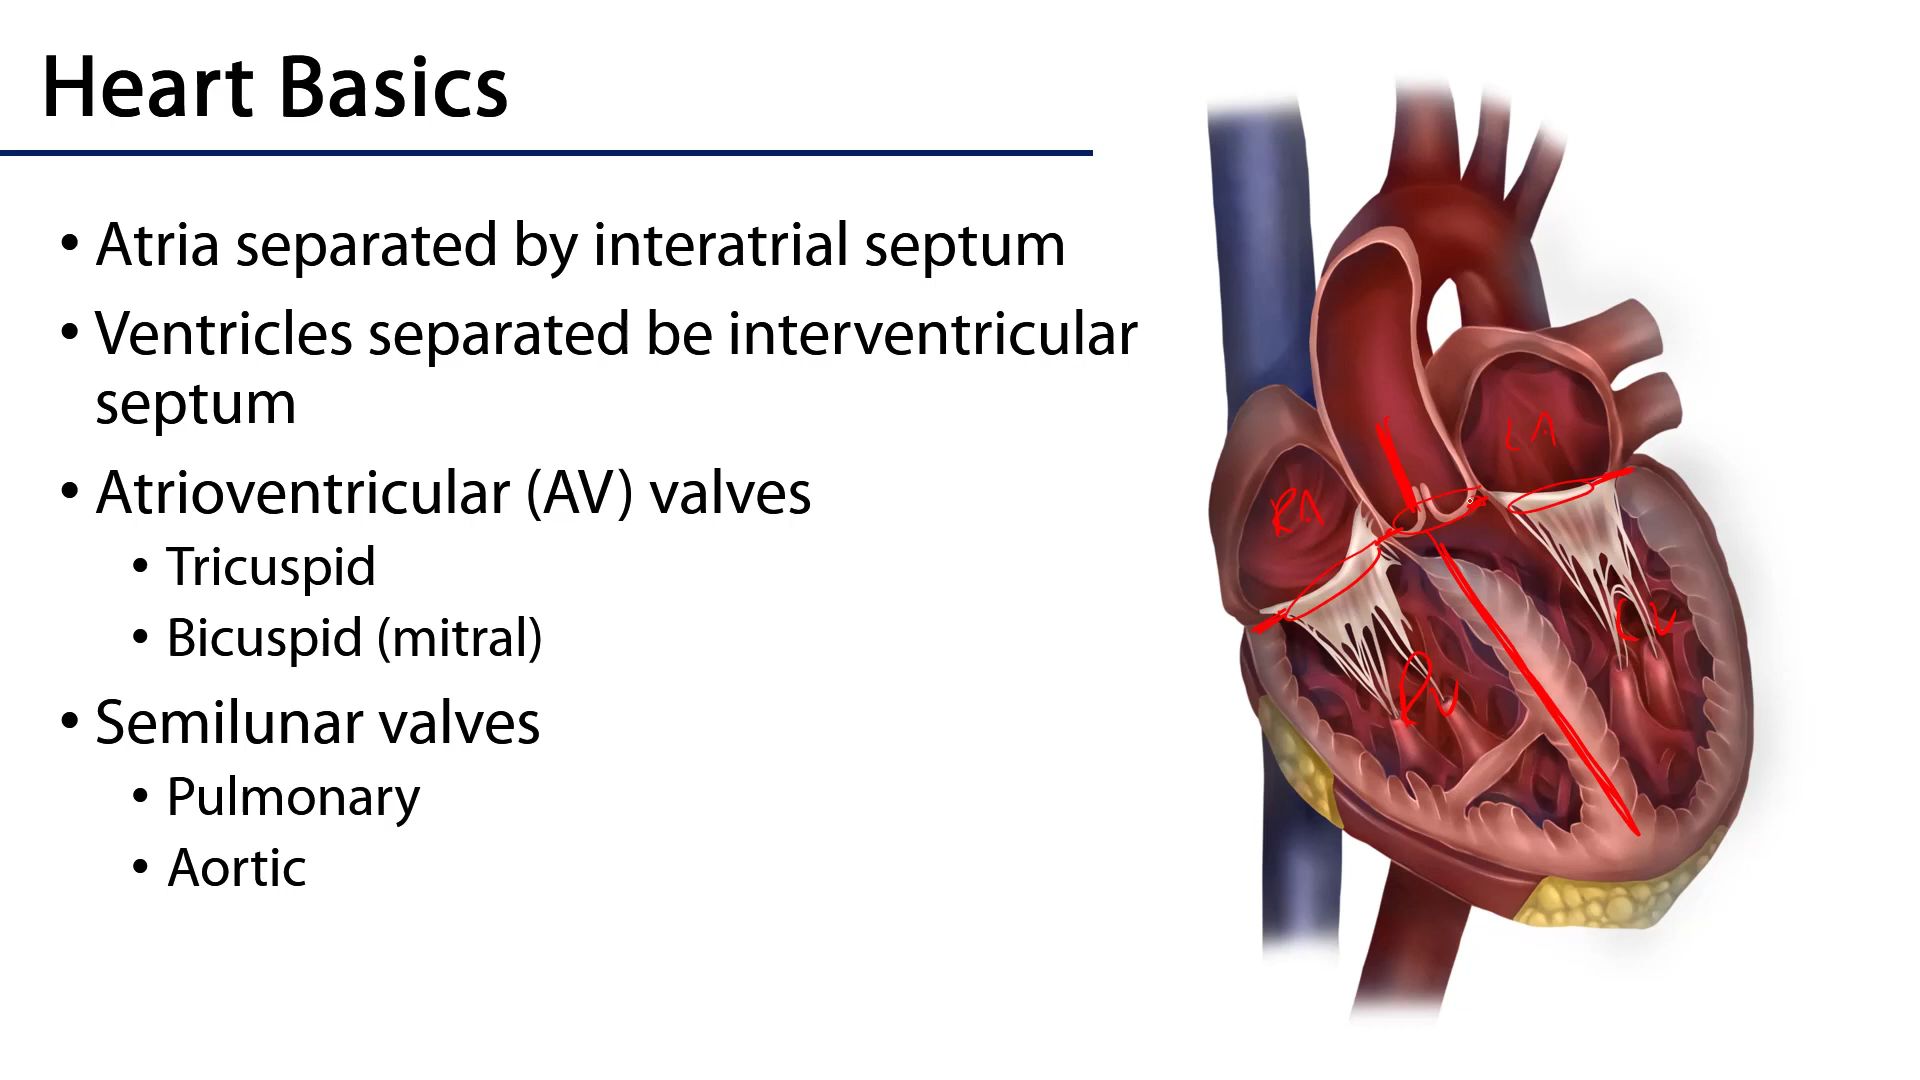 Heart Basics
• Atria separated by interatrial septum
• Ventricles separated be interventricular
septum
• Atrioventricular (AV) valves
• Tricuspid
• Bicuspid (mitral)
• Semilunar valves
• Pulmonary
• Aortic
LA
RA
LV
RV